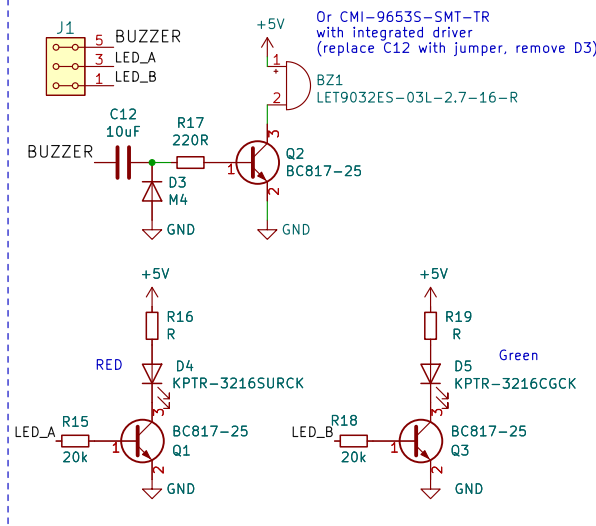 J1
5
BUZZER
3
LED_A
1
LED_B
+5V
Or CMI-9653S-SMT-TR
with integrated driver
(replace C12 with jumper, remove D3)
1
+
BZ1
2
LET9032ES-03L-2.7-16-R
C12
10uF
R17
220R
3
BUZZER
1
Q2
BC817-25
D3
M4
2
GND
GND
+5V
R16
R
RED
D4
KPTR-3216SURCK
3
LED_A
R15
20k
1
BC817-25
Q1
2
GND
+5V
R19
R
Green
D5
KPTR-3216CGCK
3
LED_B
R18
20k
1
BC817-25
Q3
2
GND